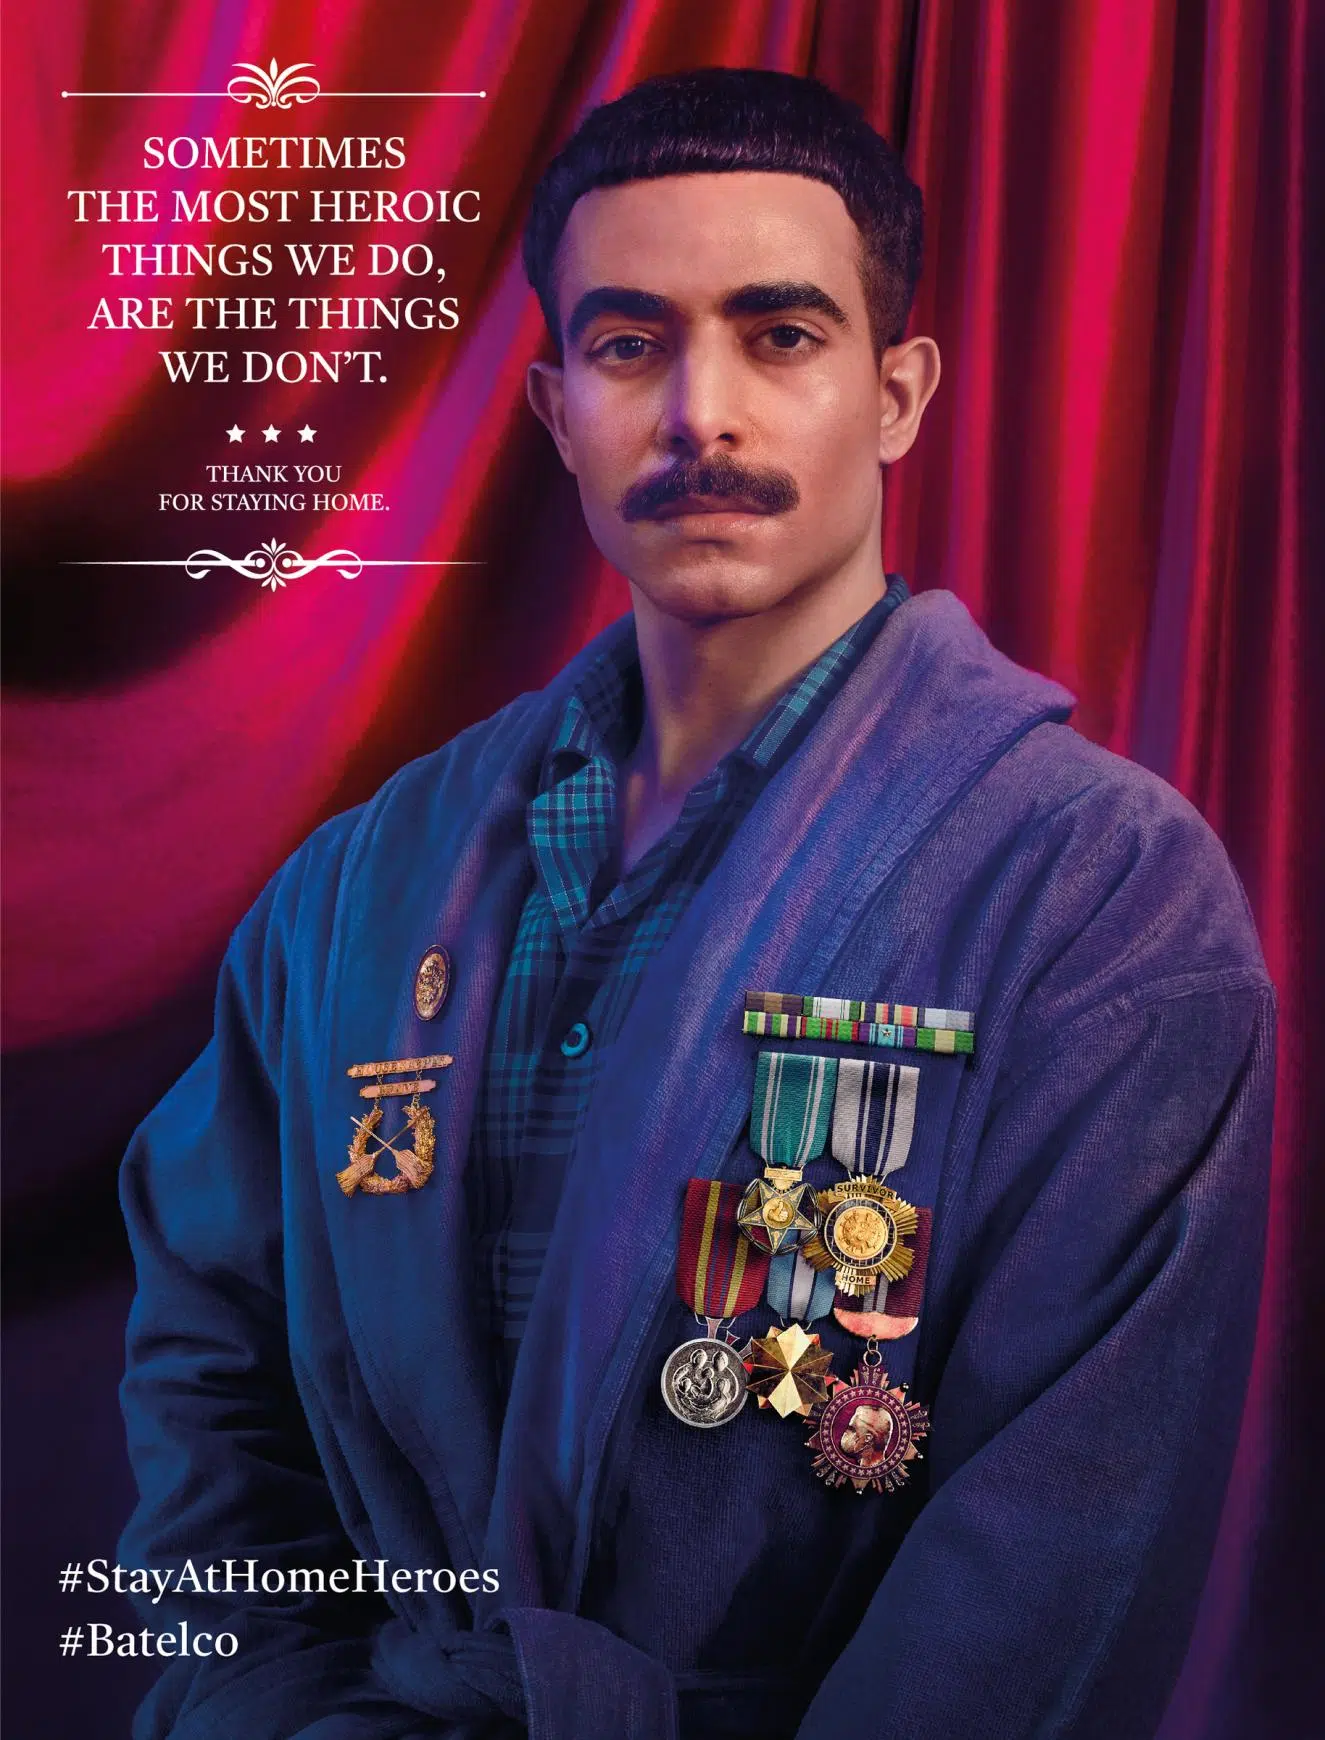 SOMETIMES
THE MOST HEROIC
THINGS WE DO,
ARE THE THINGS
WE DON'T.
THANK YOU
FOR STAYING HOME.
SURVIVOR
HOME
#StayAtHomeHeroes
#Batelco